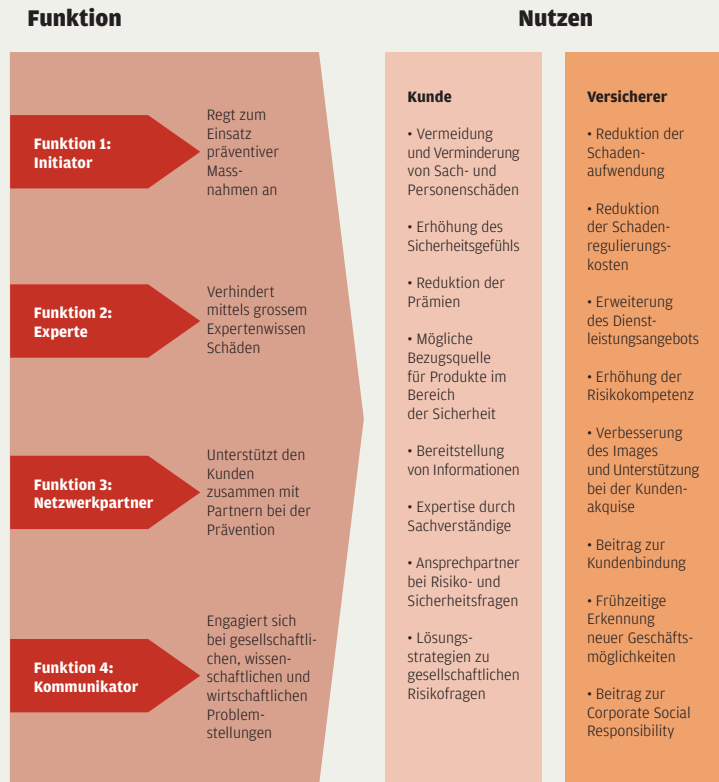 Funktion
Nutzen
Funktion 1:
Initiator
Regt zum
Einsatz
präventiver
Mass-
nahmen an
Funktion 2:
Experte
Verhindert
mittels grossem
Expertenwissen
Schäden
Funktion 3:
Netzwerkpartner
Unterstützt den
Kunden
zusammen mit
Partnern bei der
Prävention
Funktion 4:
Kommunikator
Engagiert sich
bei gesellschaftli-
chen, wissen-
schaftlichen und
wirtschaftlichen
Problem-
stellungen
Kunde
• Vermeidung
und Verminderung
von Sach- und
Personenschäden
• Erhöhung des
Sicherheitsgefühls
• Reduktion der
Prämien
• Mögliche
Bezugsquelle
für Produkte im
Bereich
der Sicherheit
• Bereitstellung
von Informationen
• Expertise durch
Sachverständige
• Ansprechpartner
bei Risiko- und
Sicherheitsfragen
• Lösungs-
strategien zu
gesellschaftlichen
Risikofragen
Versicherer
• Reduktion der
Schaden-
aufwendung
• Reduktion
der Schaden-
regulierungs-
kosten
• Erweiterung
des Dienst-
leistungsangebots
• Erhöhung der
Risikokompetenz
• Verbesserung
des Images
und Unterstützung
bei der Kunden-
akquise
• Beitrag zur
Kundenbindung
• Frühzeitige
Erkennung
neuer Geschäfts-
möglichkeiten
• Beitrag zur
Corporate Social
Responsibility